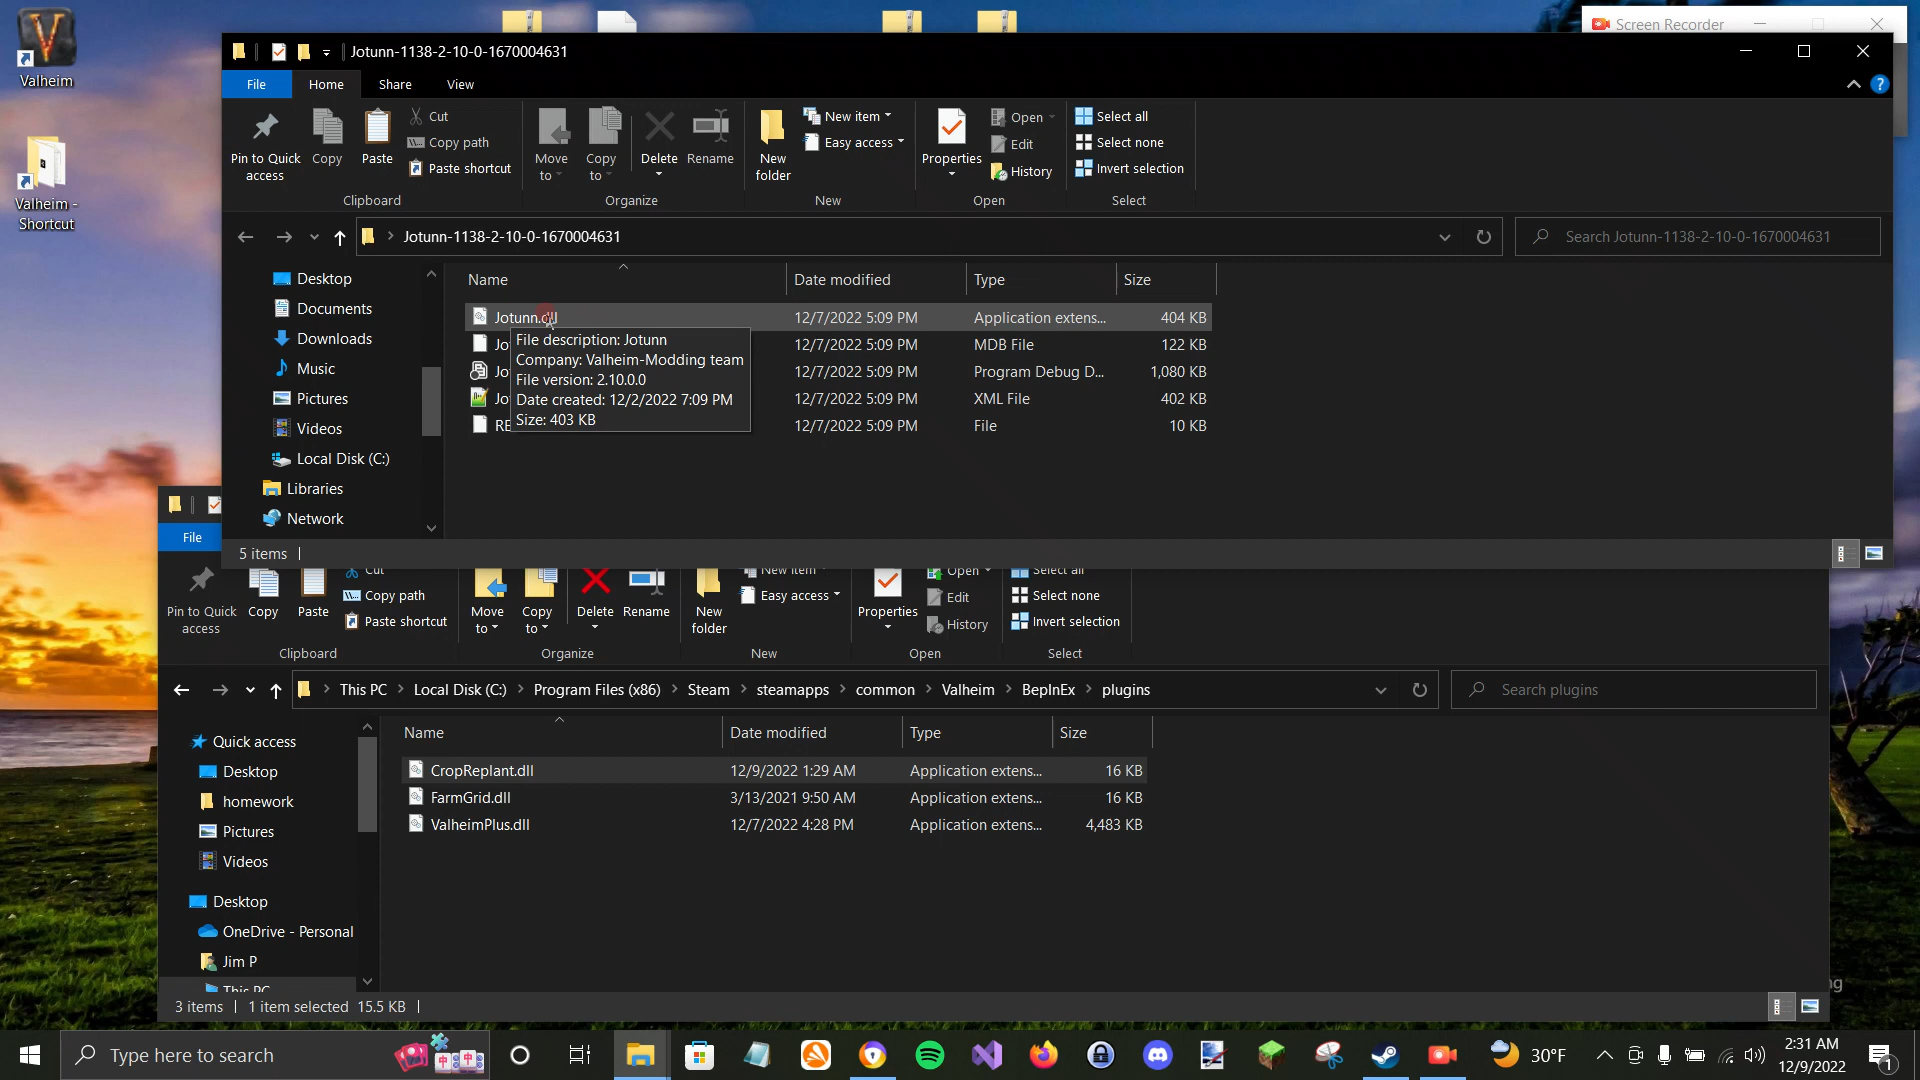 Valheim
Valheim -
Shortcut
Screen Recorder
Jotunn-1138-2-10-0-1670004631
File
Home
Share
View
Pin to Quick
access
Copy
Paste
Cut
Copy path
Paste shortcut
Clipboard
Move
to
Copy
to
Delete
Rename
Organize
New
folder
New item
Easy access
New
Properties
Open
Edit
History
Open
Select all
Select none
Invert selection
Select
Jotunn-1138-2-10-0-1670004631
Search Jotunn-1138-2-10-0-1670004631
Desktop
Documents
Downloads
Music
Pictures
Videos
Local Disk (C:)
Libraries
Network
Name
Date modified
Type
Size
Jotunn.dll 12/7/2022 5:09 PM Application extens... 404 KB
Jo 12/7/2022 5:09 PM MDB File 122 KB
Jo 12/7/2022 5:09 PM Program Debug D... 1,080 KB
Jo 12/7/2022 5:09 PM XML File 402 KB
RE 12/7/2022 5:09 PM File 10 KB
File description: Jotunn
Company: Valheim-Modding team
File version: 2.10.0.0
Date created: 12/2/2022 7:09 PM
Size: 403 KB
5 items
File
Pin to Quick
access
Copy
Paste
Cut
Copy path
Paste shortcut
Clipboard
Move
to
Copy
to
Delete
Rename
Organize
New
folder
New item
Easy access
New
Properties
Open
Edit
History
Open
Select all
Select none
Invert selection
Select
This PC > Local Disk (C:) > Program Files (x86) > Steam > steamapps > common > Valheim > BepInEx > plugins
Search plugins
Quick access
Desktop
homework
Pictures
Videos
Desktop
OneDrive - Personal
Jim P
This PC
Name
Date modified
Type
Size
CropReplant.dll 12/9/2022 1:29 AM Application extens... 16 KB
FarmGrid.dll 3/13/2021 9:50 AM Application extens... 16 KB
ValheimPlus.dll 12/7/2022 4:28 PM Application extens... 4,483 KB
3 items
1 item selected 15.5 KB
Type here to search
30°F
2:31 AM
12/9/2022
1